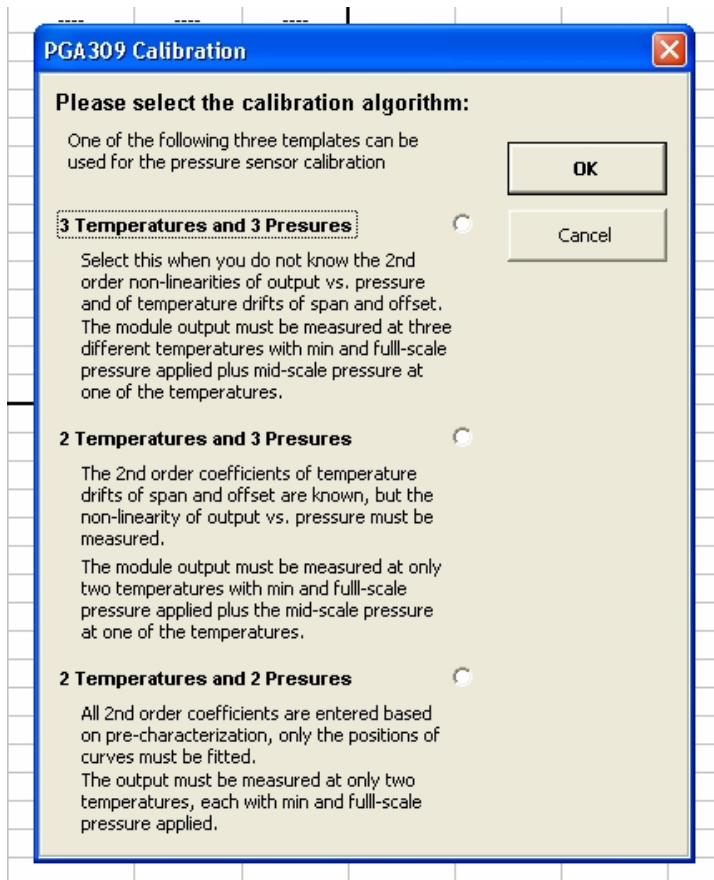 ---- ---- ----
PGA309 Calibration
Please select the calibration algorithm:
One of the following three templates can be
used for the pressure sensor calibration
OK
Cancel
3 Temperatures and 3 Presures
Select this when you do not know the 2nd
order non-linearities of output vs. pressure
and of temperature drifts of span and offset.
The module output must be measured at three
different temperatures with min and fulll-scale
pressure applied plus mid-scale pressure at
one of the temperatures.
2 Temperatures and 3 Presures
The 2nd order coefficients of temperature
drifts of span and offset are known, but the
non-linearity of output vs. pressure must be
measured.
The module output must be measured at only
two temperatures with min and fulll-scale
pressure applied plus the mid-scale pressure
at one of the temperatures.
2 Temperatures and 2 Presures
All 2nd order coefficients are entered based
on pre-characterization, only the positions of
curves must be fitted.
The output must be measured at only two
temperatures, each with min and fulll-scale
pressure applied.